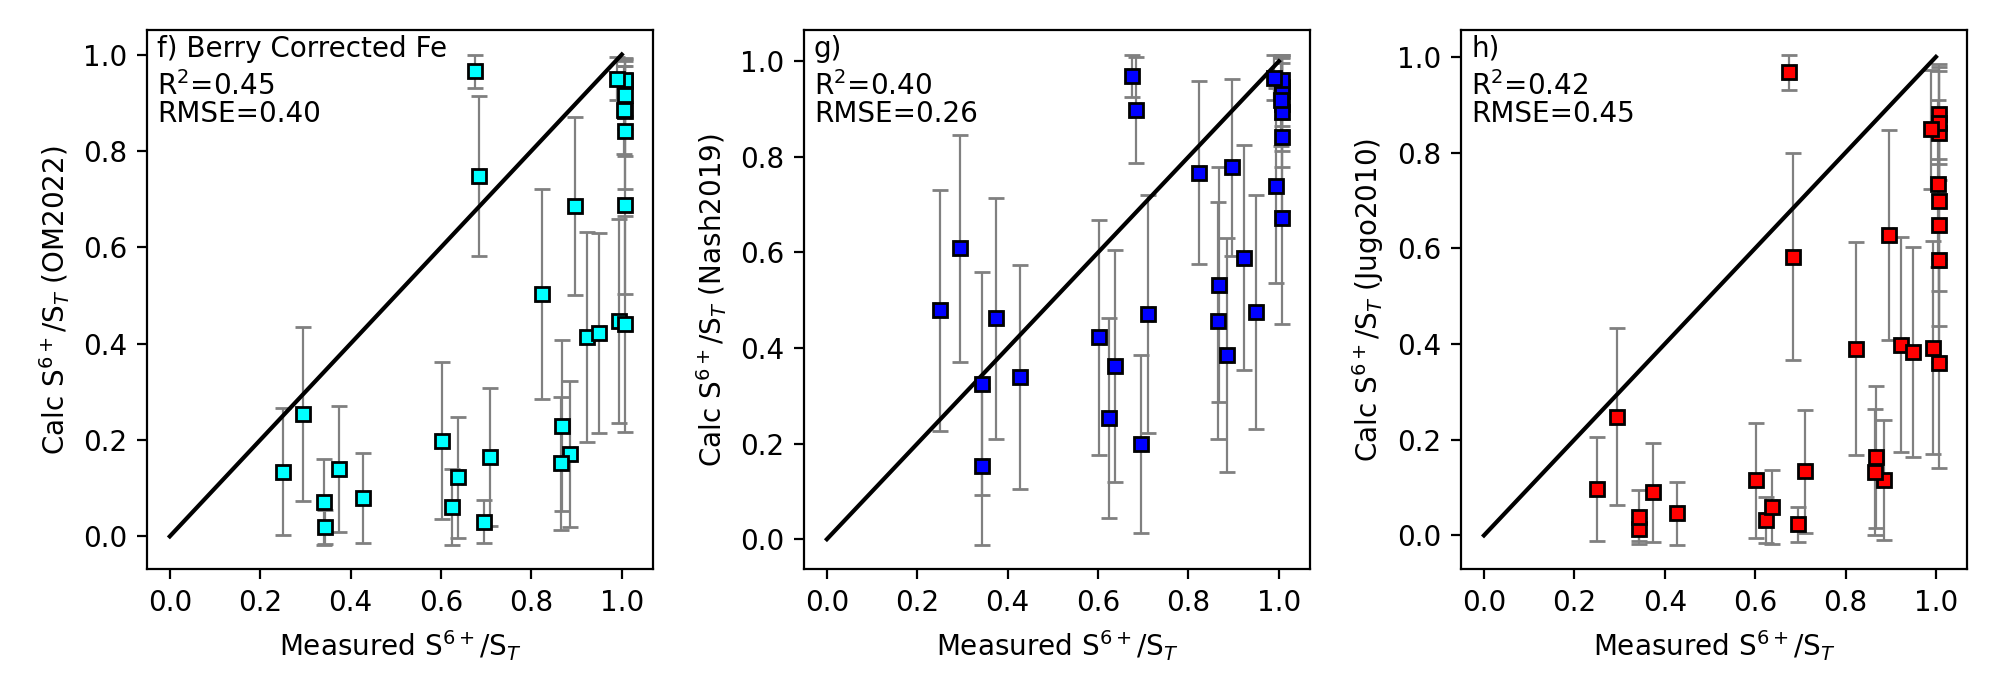 f) Berry Corrected Fe
R²=0.45
RMSE=0.40
1.0
0.8
0.6
0.4
0.2
0.0
Calc S⁶⁺/S_T (OM2022)
0.0 0.2 0.4 0.6 0.8 1.0
Measured S⁶⁺/S_T
g)
R²=0.40
RMSE=0.26
1.0
0.8
0.6
0.4
0.2
0.0
Calc S⁶⁺/S_T (Nash2019)
0.0 0.2 0.4 0.6 0.8 1.0
Measured S⁶⁺/S_T
h)
R²=0.42
RMSE=0.45
1.0
0.8
0.6
0.4
0.2
0.0
Calc S⁶⁺/S_T (Jugo2010)
0.0 0.2 0.4 0.6 0.8 1.0
Measured S⁶⁺/S_T